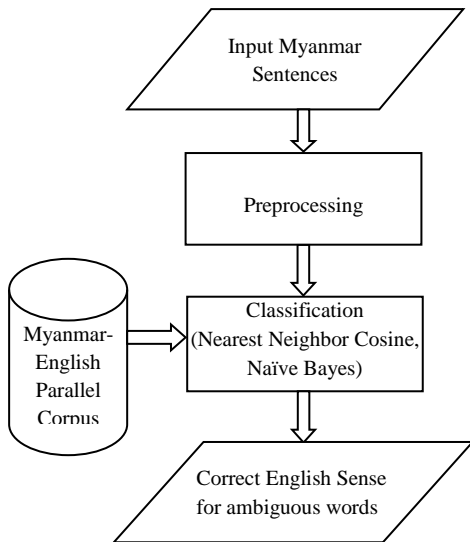 Input Myanmar
Sentences
Preprocessing
Classification
(Nearest Neighbor Cosine,
Naïve Bayes)
Myanmar-
English
Parallel
Corpus
Correct English Sense
for ambiguous words